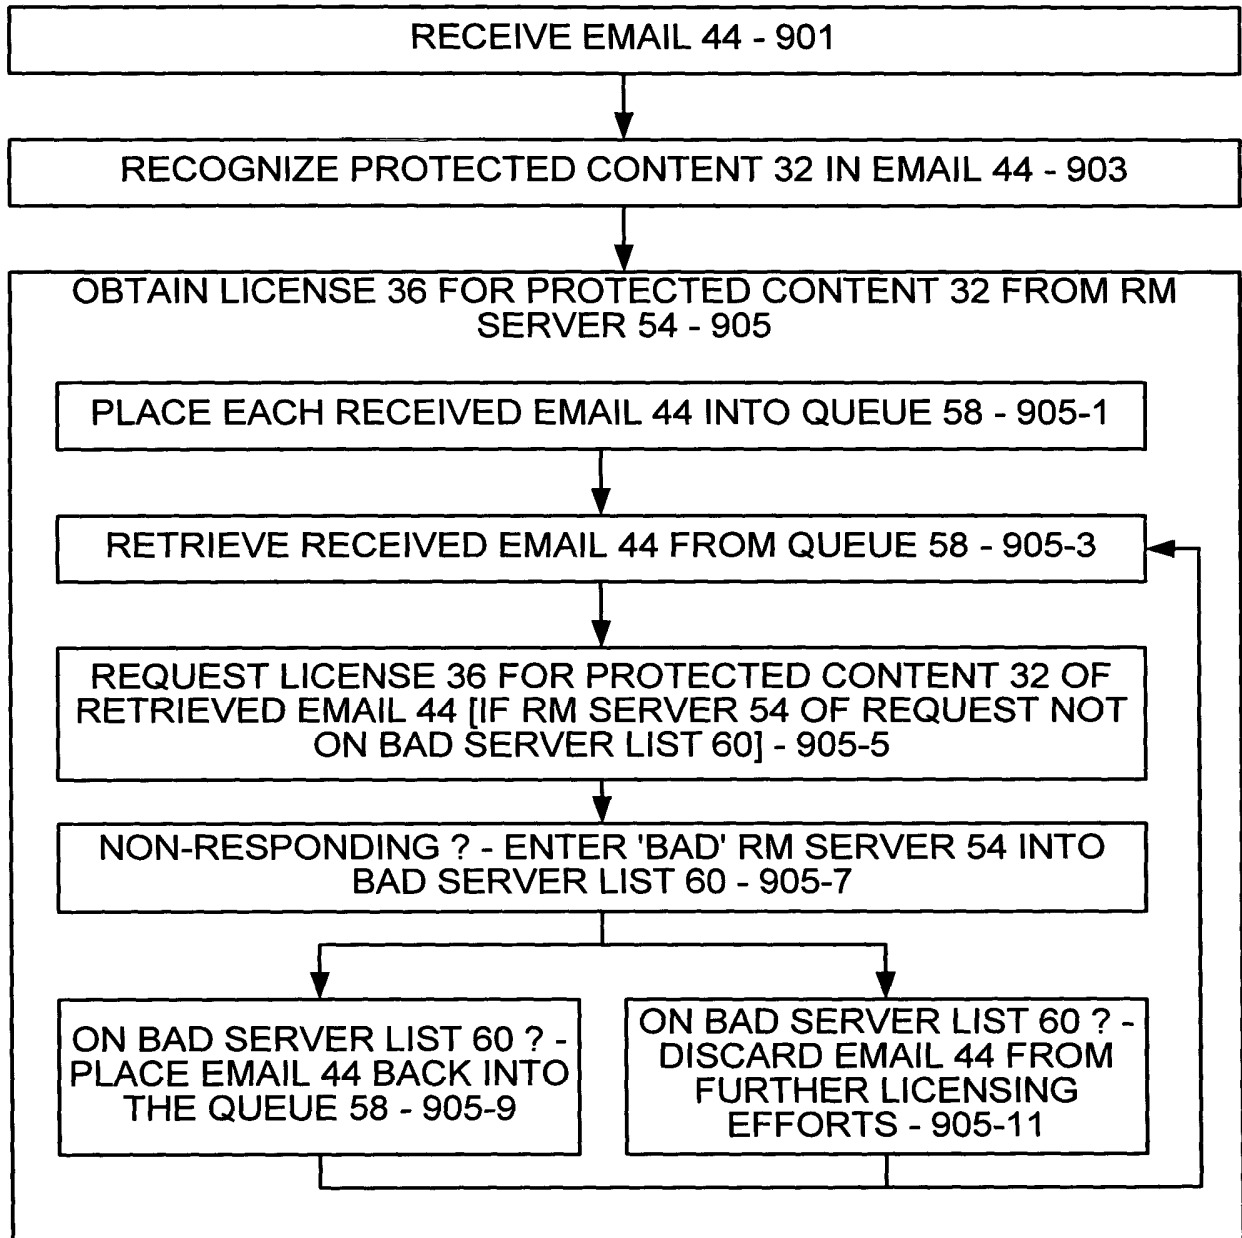 RECEIVE EMAIL 44 - 901
RECOGNIZE PROTECTED CONTENT 32 IN EMAIL 44 - 903
OBTAIN LICENSE 36 FOR PROTECTED CONTENT 32 FROM RM
SERVER 54 - 905
PLACE EACH RECEIVED EMAIL 44 INTO QUEUE 58 - 905-1
RETRIEVE RECEIVED EMAIL 44 FROM QUEUE 58 - 905-3
REQUEST LICENSE 36 FOR PROTECTED CONTENT 32 OF
RETRIEVED EMAIL 44 [IF RM SERVER 54 OF REQUEST NOT
ON BAD SERVER LIST 60] - 905-5
NON-RESPONDING ? - ENTER 'BAD' RM SERVER 54 INTO
BAD SERVER LIST 60 - 905-7
ON BAD SERVER LIST 60 ? -
PLACE EMAIL 44 BACK INTO
THE QUEUE 58 - 905-9
ON BAD SERVER LIST 60 ? -
DISCARD EMAIL 44 FROM
FURTHER LICENSING
EFFORTS - 905-11